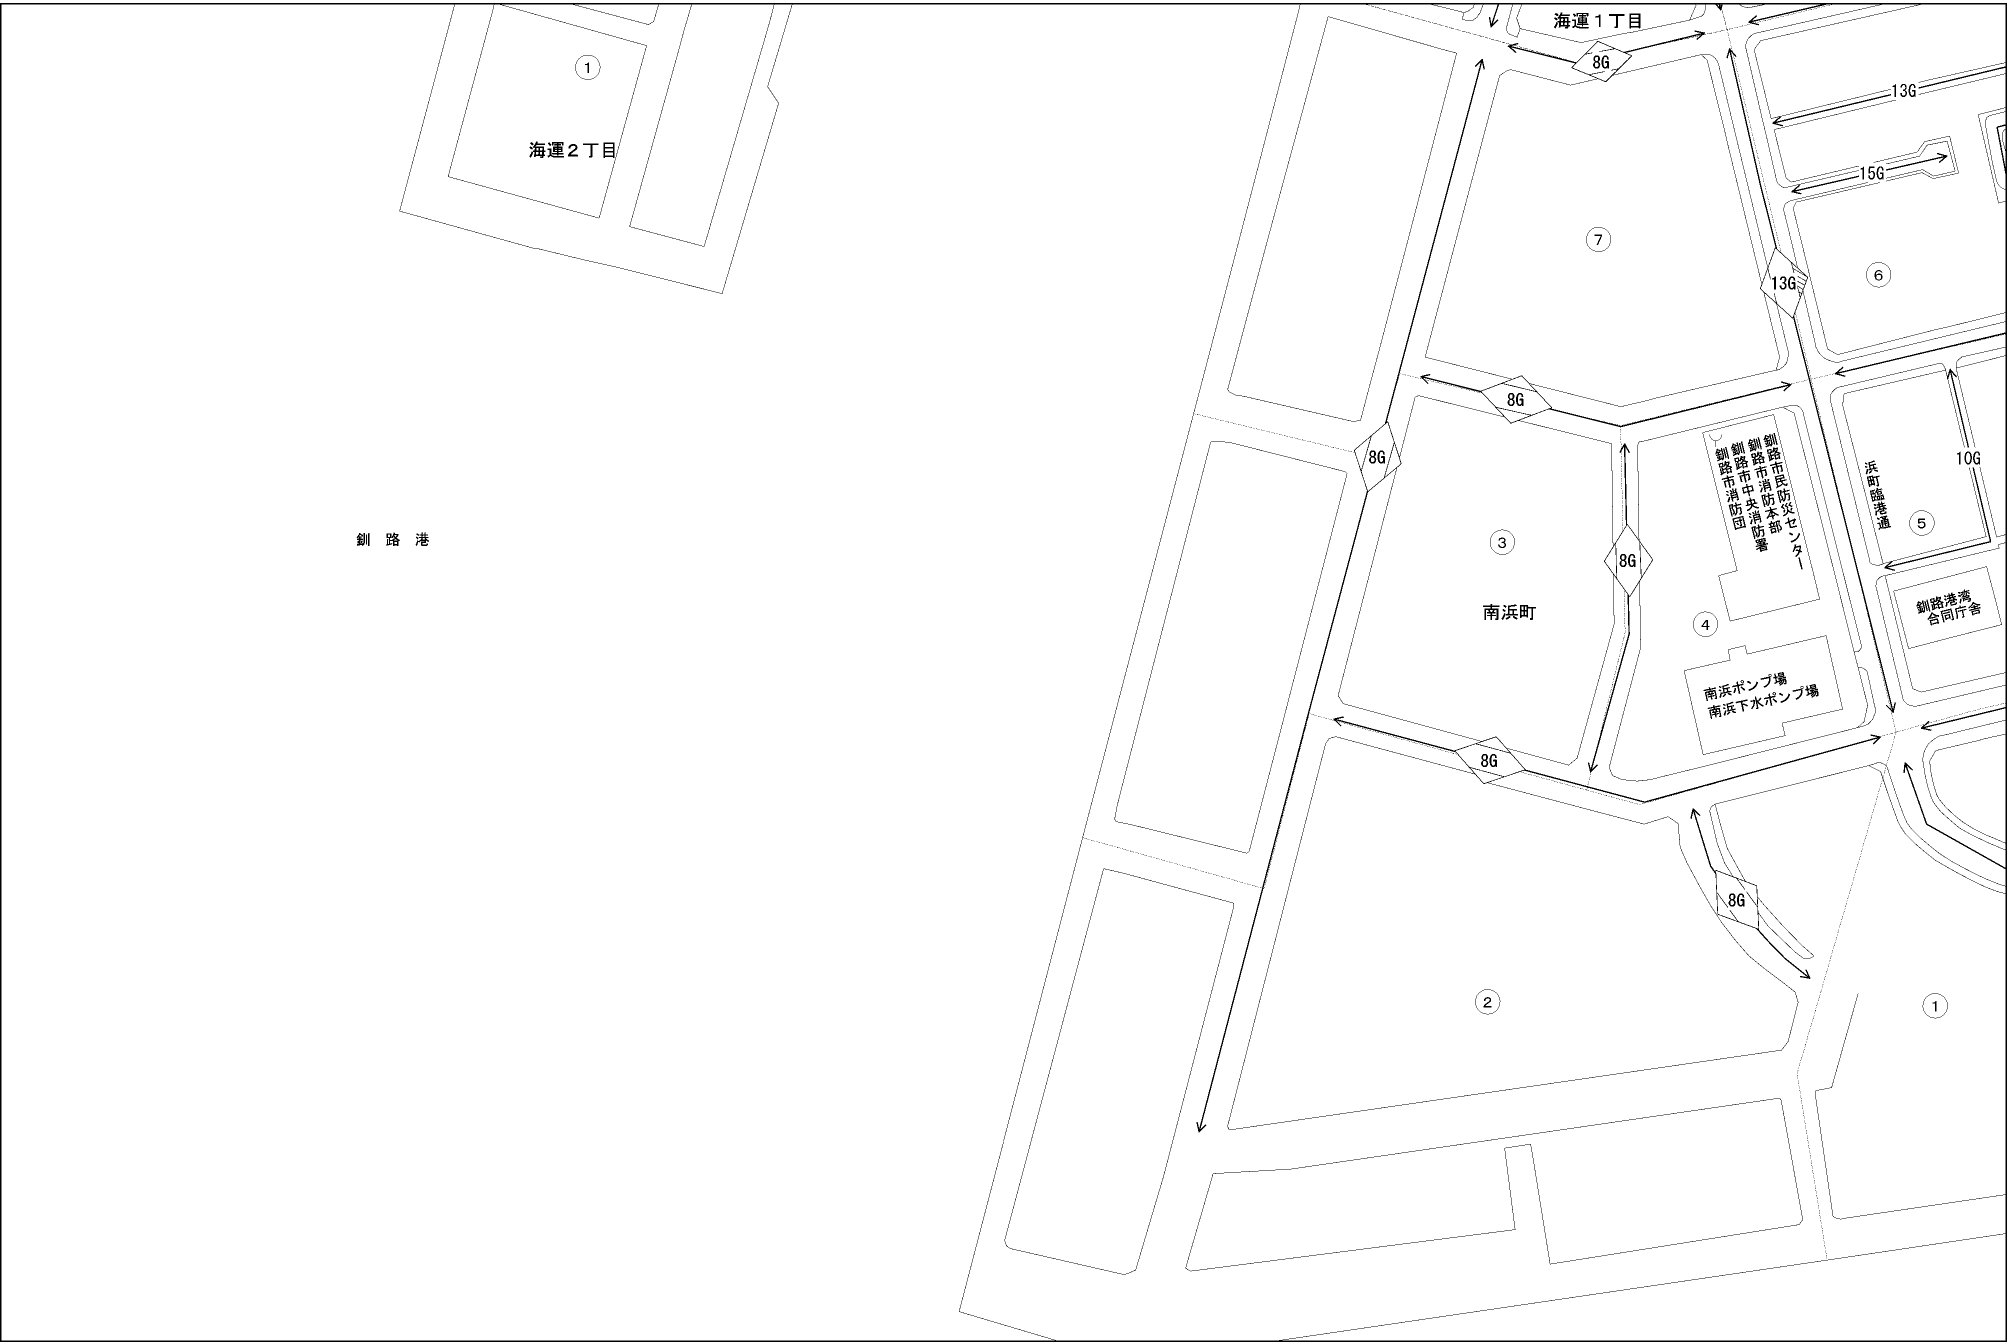 海運１丁目
8G
①
13G
海運２丁目
15G
⑦
⑥
13G
8G
8G
釧路市民防災センター
釧路市消防本部
釧路市中央消防署
釧路市消防団
浜町臨港通
10G
⑤
釧　路　港
③
8G
釧路港湾
合同庁舎
南浜町
④
南浜ポンプ場
南浜下水ポンプ場
8G
8G
②
①